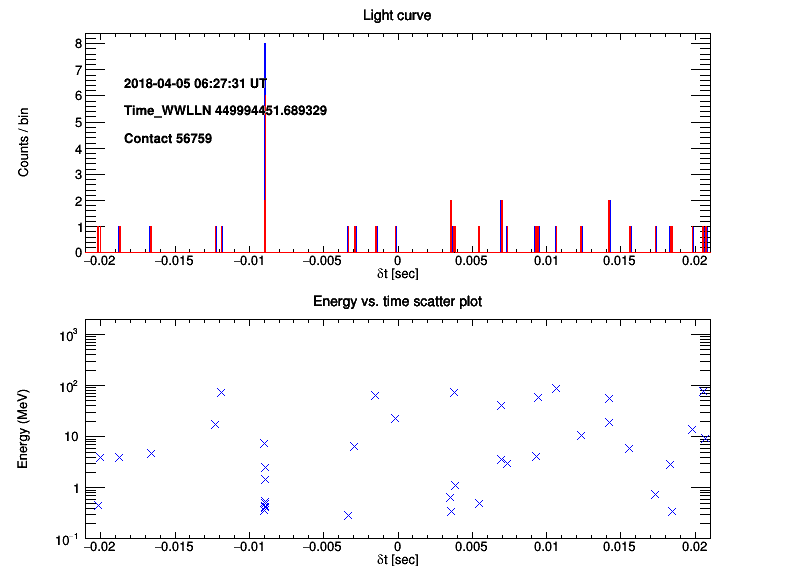 Light curve
Counts / bin
8
7
6
5
4
3
2
1
0
2018-04-05 06:27:31 UT
Time_WWLLN 449994451.689329
Contact 56759
−0.02 −0.015 −0.01 −0.005 0 0.005 0.01 0.015 0.02
δt [sec]
Energy vs. time scatter plot
Energy (MeV)
10³
10²
10
1
10⁻¹
−0.02 −0.015 −0.01 −0.005 0 0.005 0.01 0.015 0.02
δt [sec]